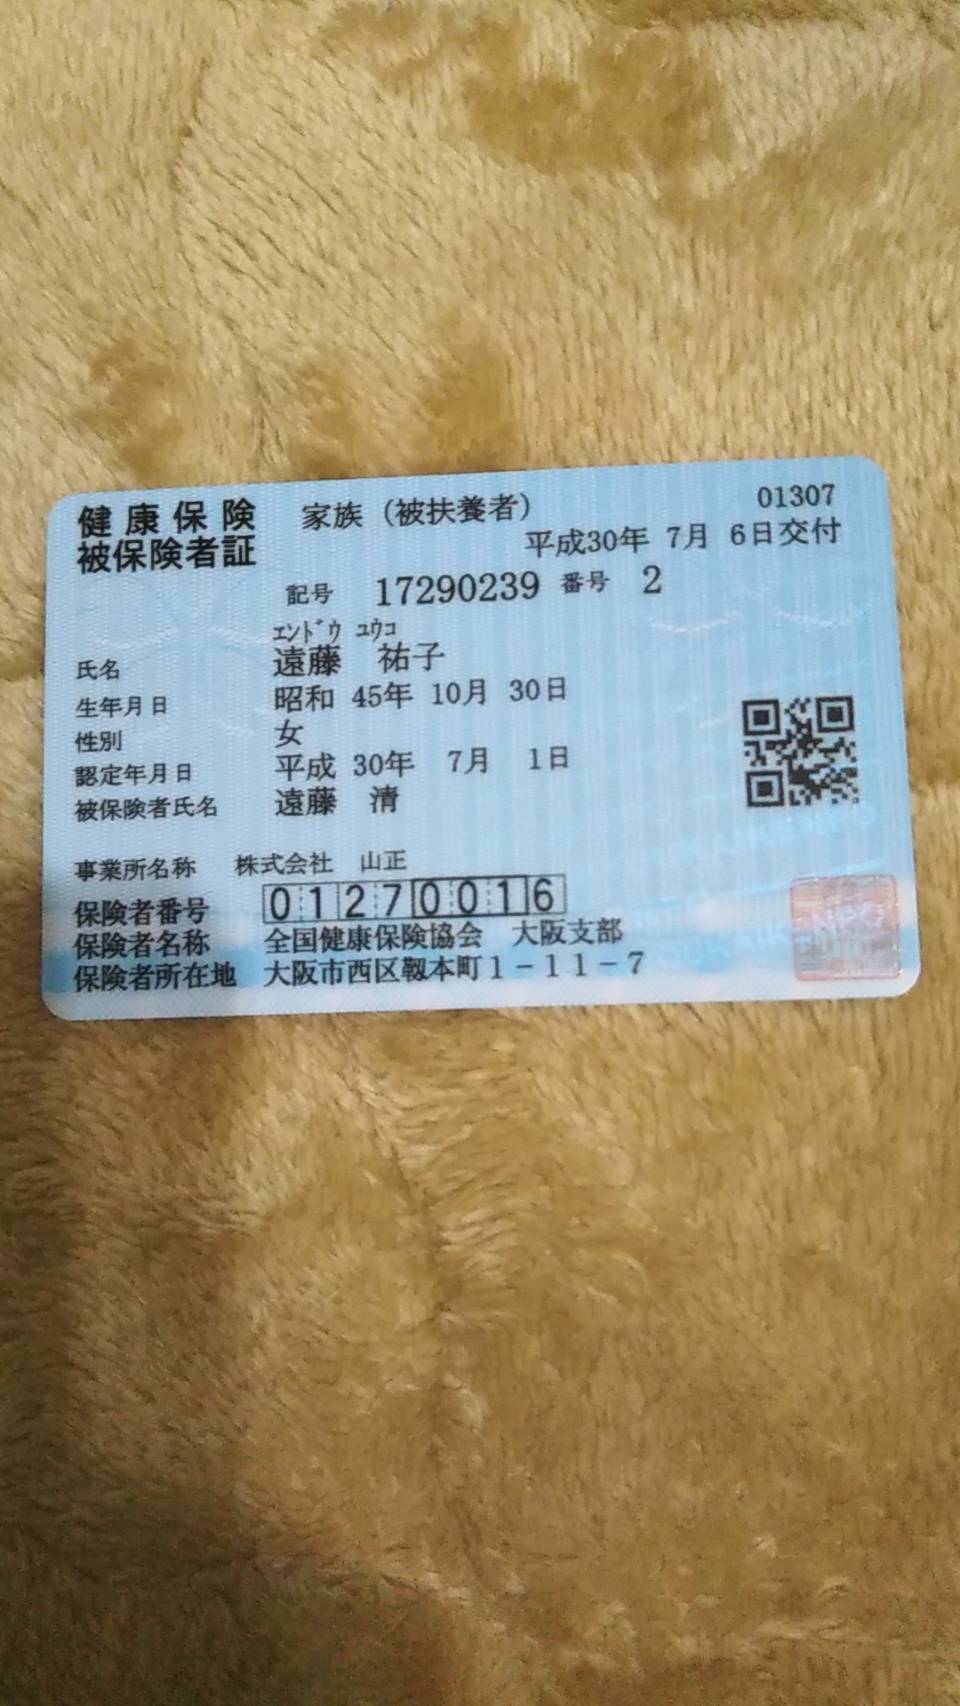 健康保険 家族(被扶養者) 01307
被保険者証 平成30年 7月 6日交付
記号 17290239 番号 2
エンドウ ユウコ
氏名 遠藤 祐子
生年月日 昭和 45年 10月 30日
性別 女
認定年月日 平成 30年 7月 1日
被保険者氏名 遠藤 清
事業所名称 株式会社 山正
保険者番号 01270016
保険者名称 全国健康保険協会 大阪支部
保険者所在地 大阪市西区靱本町1-11-7